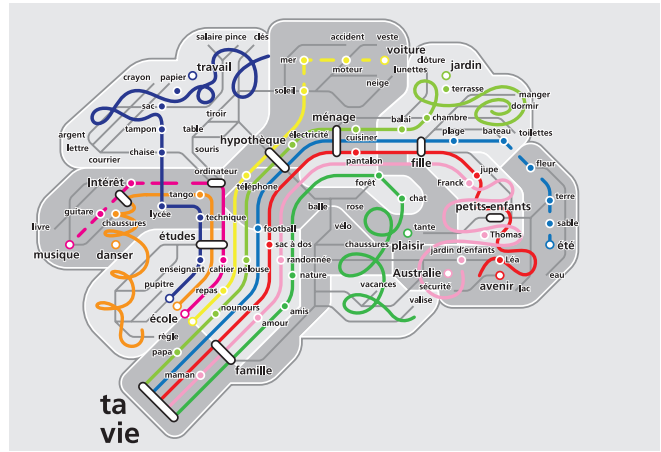 salaire pince clès
accident veste
travail
mer
voiture
moteur
lunettes
clôture
jardin
crayon papier
terrasse
neige
sac
soleil
manger
dormir
tiroir
ménage
balai
chambre
argent
tampon
table
électricité
cuisiner
plage
bateau
toilettes
lettre
courrier
chaise
souris
hypothèque
pantalon
fille
fleur
ordinateur
forêt
jupe
Intérêt
tango
téléphone
Franck
chat
terre
guitare
chaussures
lycée
technique
balle
rose
petits-enfants
livre
football
velo
tante
Thomas
sable
études
musique
danser
sac à dos
chaussures
plaisir
jardin d'enfants
été
enseignant
cahier
pelouse
randonnée
Australie
Léa
pupitre
nature
vacances
sécurité
avenir
lac
eau
repas
valise
école
nounours
amis
règle
amour
papa
maman
famille
ta
vie